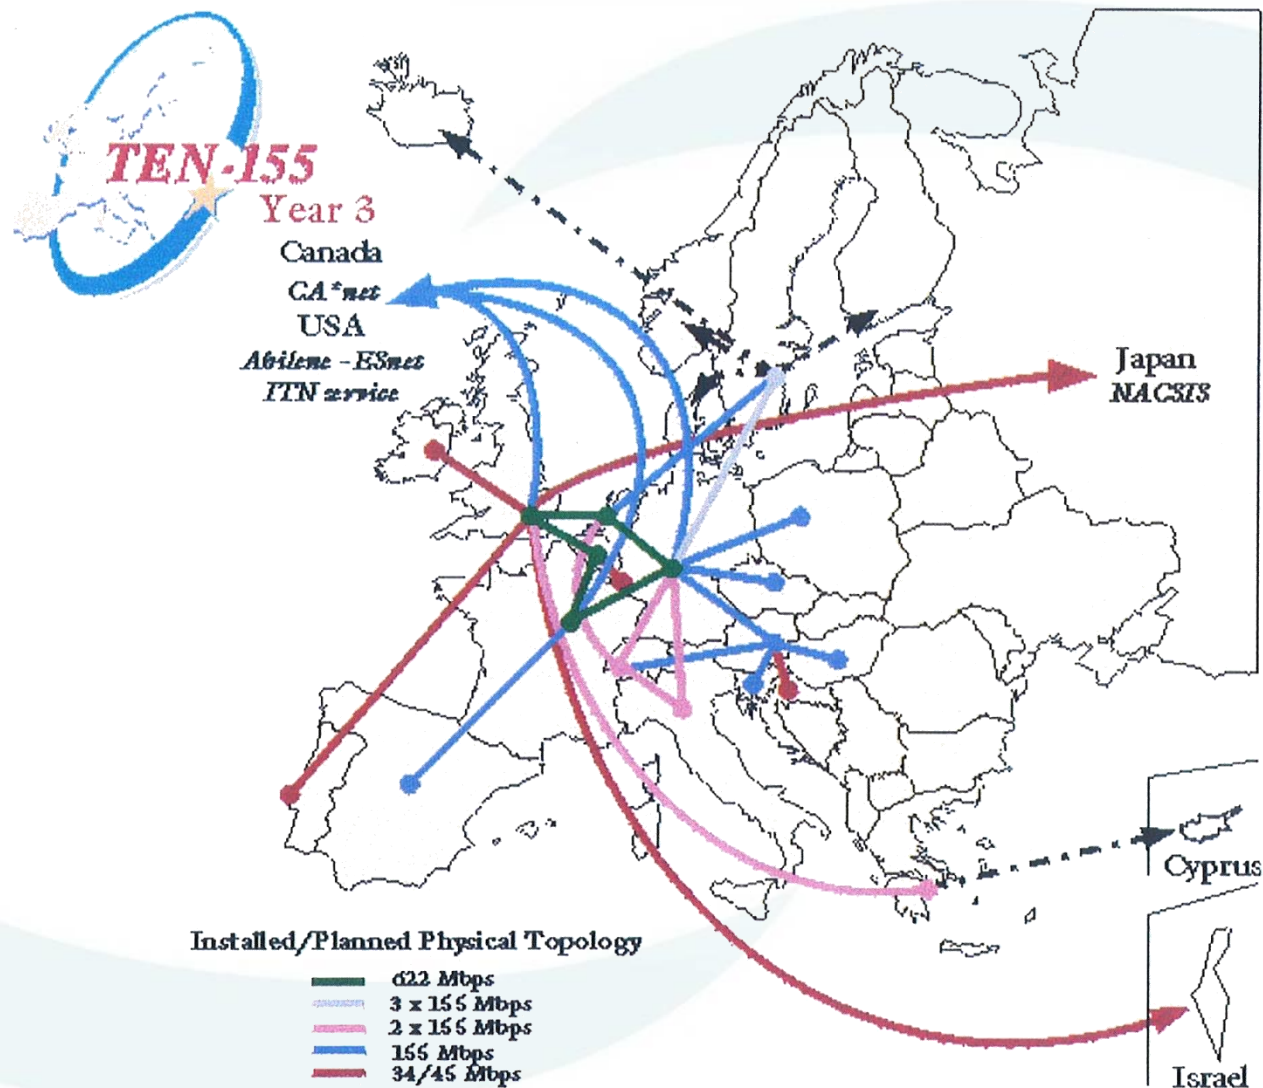 TEN-155
Year 3
Canada
CA*net
USA
Abilene - ESnet
ITN service
Japan
NACSIS
Cyprus
Israel
Installed/Planned Physical Topology
622 Mbps
3 x 155 Mbps
2 x 155 Mbps
155 Mbps
34/45 Mbps